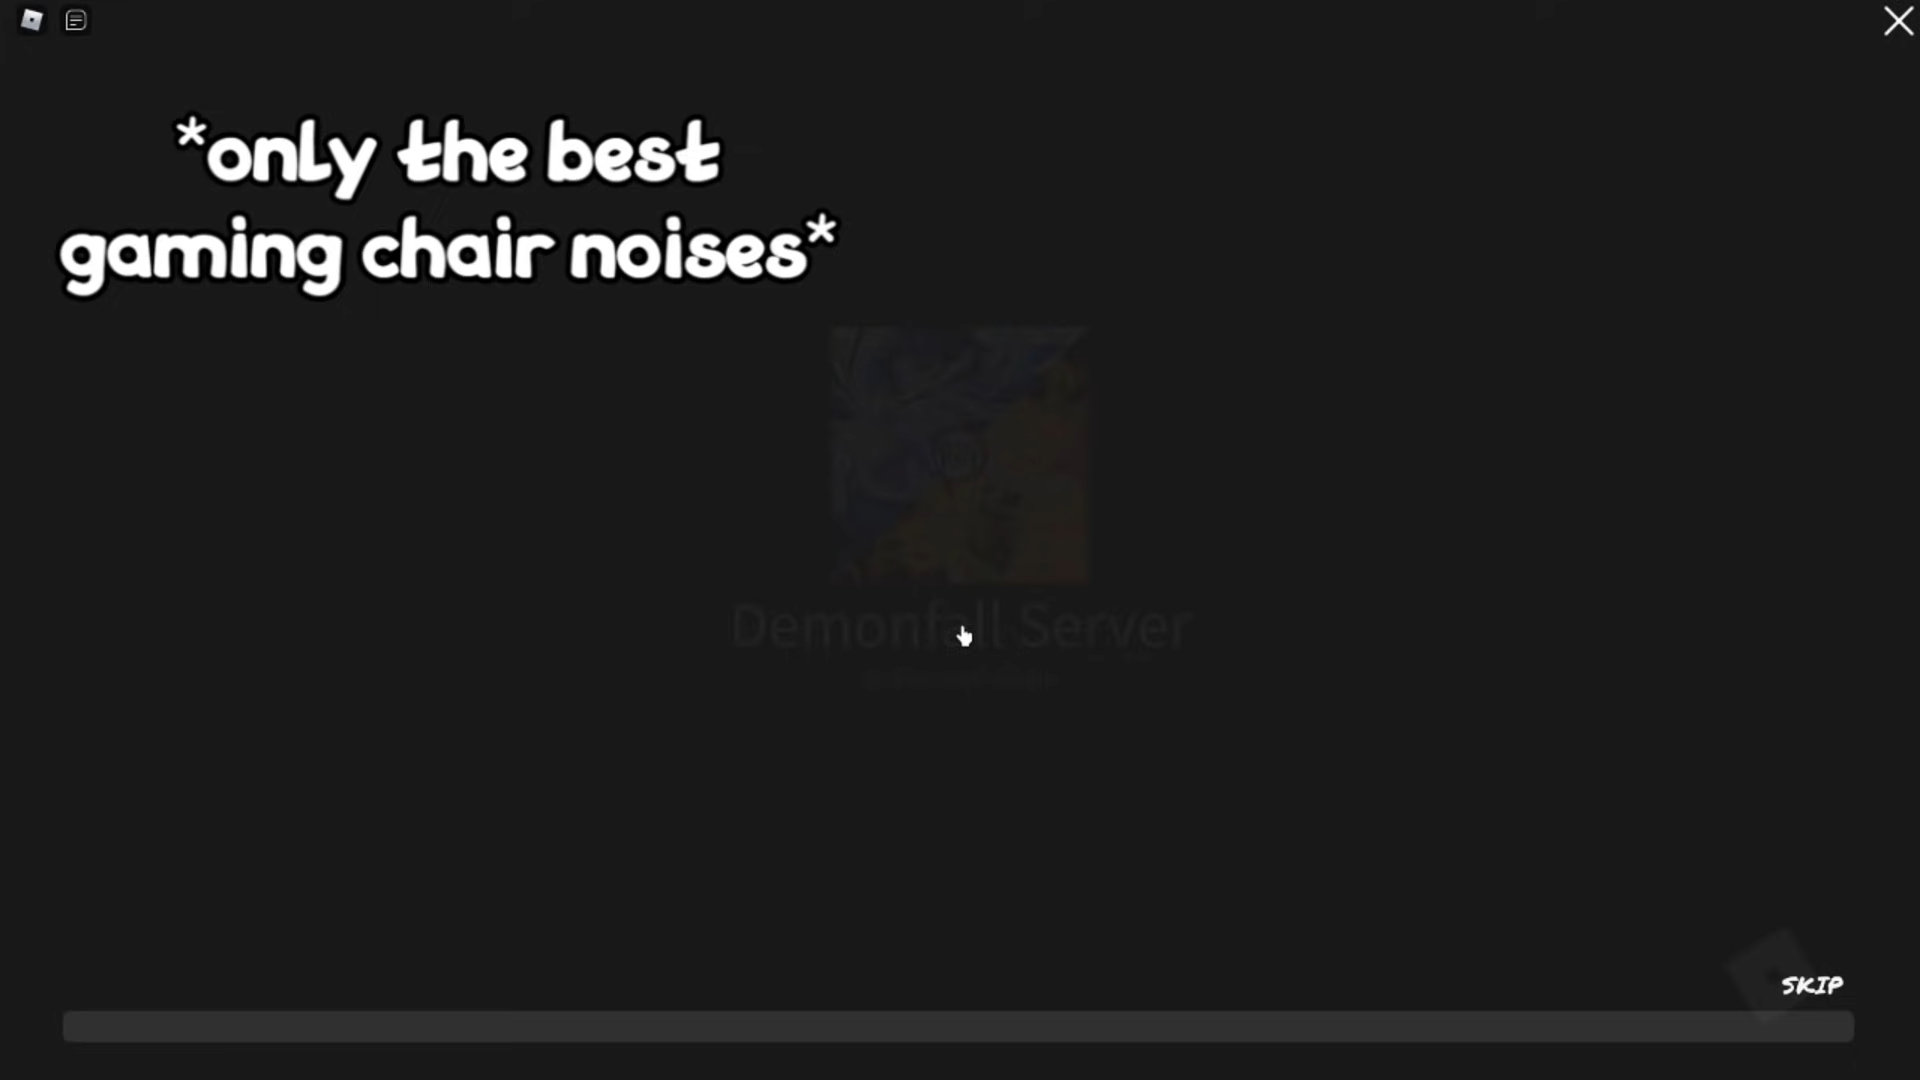 *only the best
gaming chair noises*
Demonfall Server
SKIP